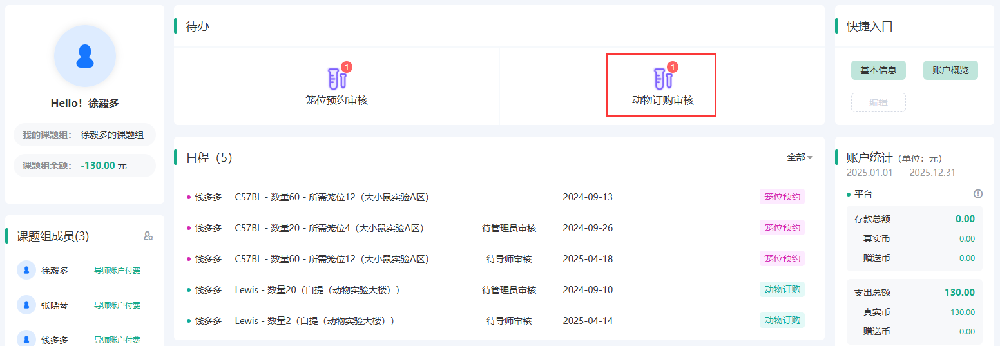 Hello！徐毅多
我的课题组： 徐毅多的课题组
课题组余额： -130.00 元
课题组成员(3)
徐毅多 导师账户付费
张晓琴 导师账户付费
钱多多 导师账户付费
待办
1
笼位预约审核
1
动物订购审核
日程（5） 全部
钱多多 C57BL - 数量60 - 所需笼位12（大小鼠实验A区） 2024-09-13 笼位预约
钱多多 C57BL - 数量20 - 所需笼位4（大小鼠实验A区） 待管理员审核 2024-09-26 笼位预约
钱多多 C57BL - 数量60 - 所需笼位12（大小鼠实验A区） 待导师审核 2025-04-18 笼位预约
钱多多 Lewis - 数量20（自提（动物实验大楼）） 待管理员审核 2024-09-10 动物订购
钱多多 Lewis - 数量2（自提（动物实验大楼）） 待导师审核 2025-04-14 动物订购
快捷入口
基本信息 账户概览
编辑
账户统计（单位：元）
2025.01.01 — 2025.12.31
平台
存款总额 0.00
真实币 0.00
赠送币 0.00
支出总额 130.00
真实币 130.00
赠送币 0.00